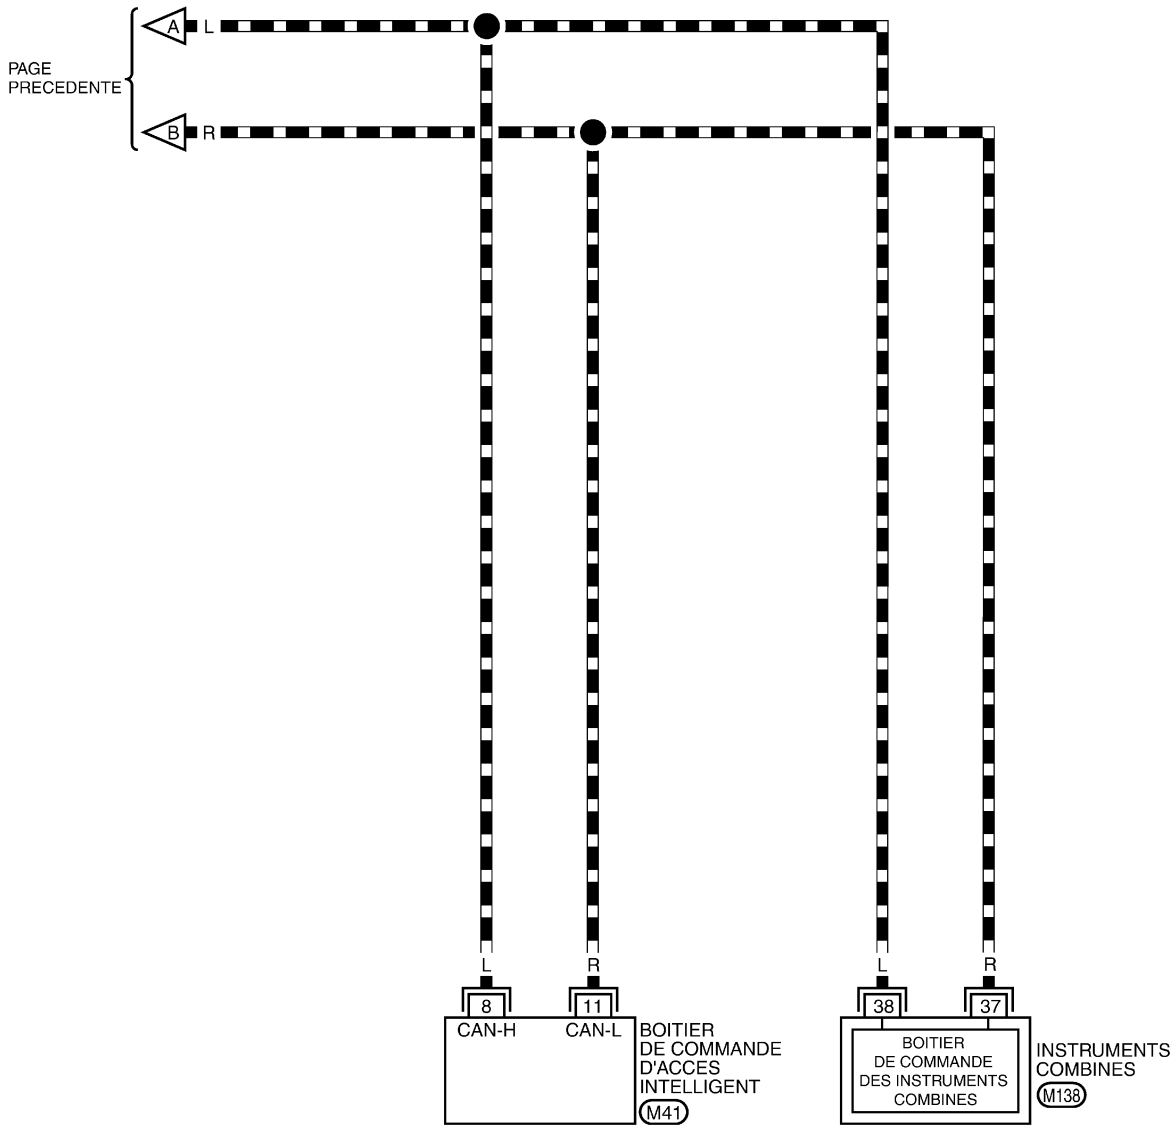 A L
PAGE
PRECEDENTE
B R
L R L R
8 11 38 37
CAN-H CAN-L
BOITIER
DE COMMANDE
D'ACCES
INTELLIGENT
M41
BOITIER
DE COMMANDE
DES INSTRUMENTS
COMBINES
INSTRUMENTS
COMBINES
M138